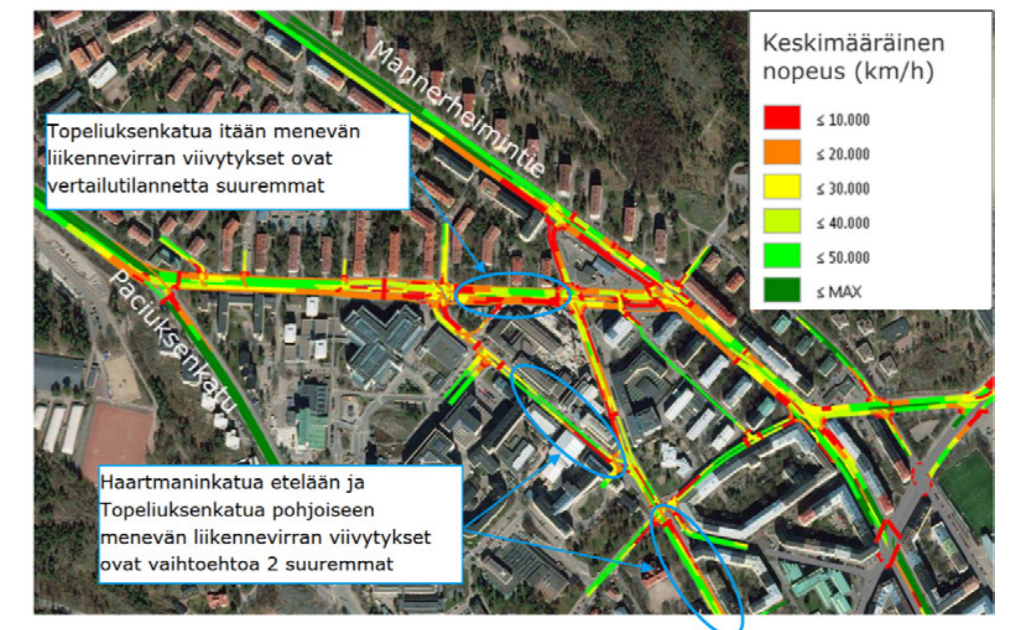 Mannerheimintie
Keskimääräinen
nopeus (km/h)
≤ 10.000
≤ 20.000
≤ 30.000
≤ 40.000
≤ 50.000
≤ MAX
Topeliuksenkatua itään menevän
liikennevirran viivytykset ovat
vertailutilannetta suuremmat
Paciuksenkatu
Haartmaninkatua etelään ja
Topeliuksenkatua pohjoiseen
menevän liikennevirran viivytykset
ovat vaihtoehtoa 2 suuremmat